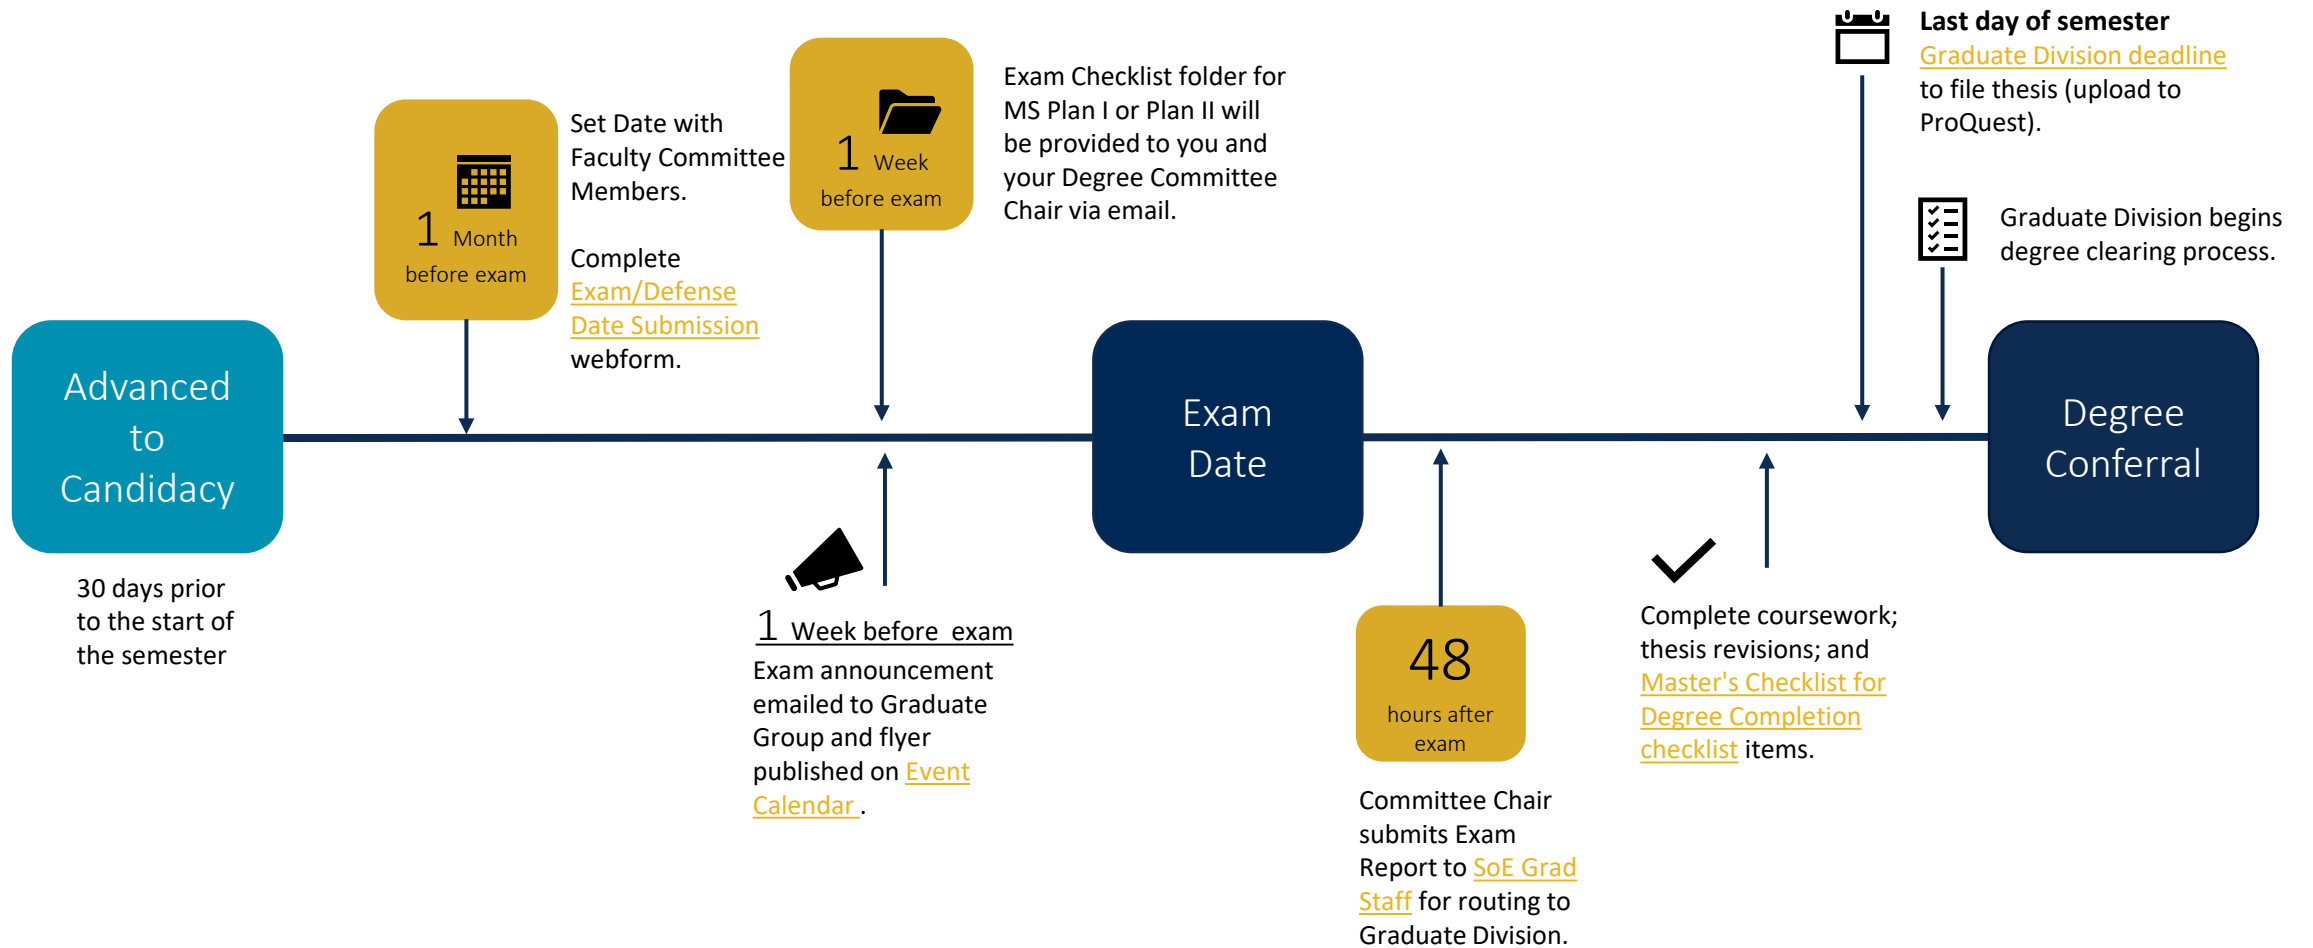 Advanced
to
Candidacy
30 days prior
to the start of
the semester
1 Month
before exam
Set Date with
Faculty Committee
Members.
Complete
Exam/Defense
Date Submission
webform.
1 Week
before exam
Exam Checklist folder for
MS Plan I or Plan II will
be provided to you and
your Degree Committee
Chair via email.
1 Week before exam
Exam announcement
emailed to Graduate
Group and flyer
published on Event
Calendar .
Exam
Date
48
hours after
exam
Committee Chair
submits Exam
Report to SoE Grad
Staff for routing to
Graduate Division.
Complete coursework;
thesis revisions; and
Master's Checklist for
Degree Completion
checklist items.
Last day of semester
Graduate Division deadline
to file thesis (upload to
ProQuest).
Graduate Division begins
degree clearing process.
Degree
Conferral